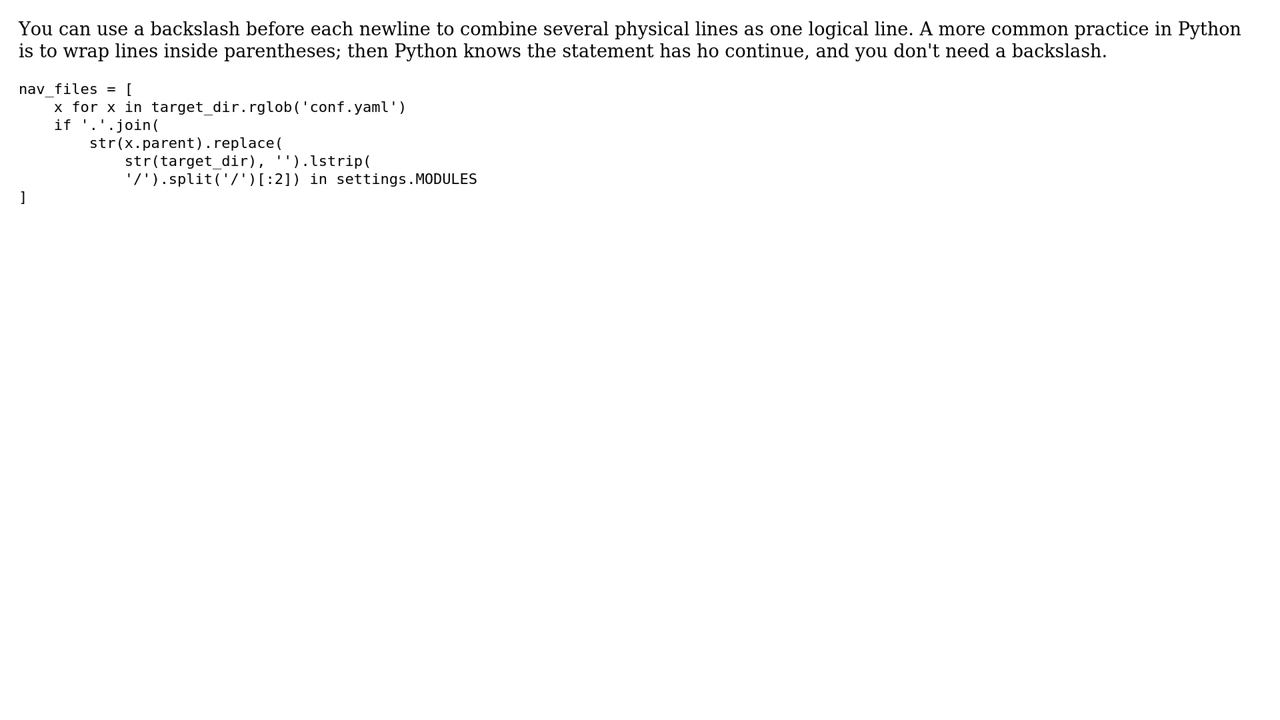 You can use a backslash before each newline to combine several physical lines as one logical line. A more common practice in Python
is to wrap lines inside parentheses; then Python knows the statement has ho continue, and you don't need a backslash.
nav_files = [
    x for x in target_dir.rglob('conf.yaml')
    if '.'.join(
        str(x.parent).replace(
            str(target_dir), '').lstrip(
            '/').split('/')[:2]) in settings.MODULES
]